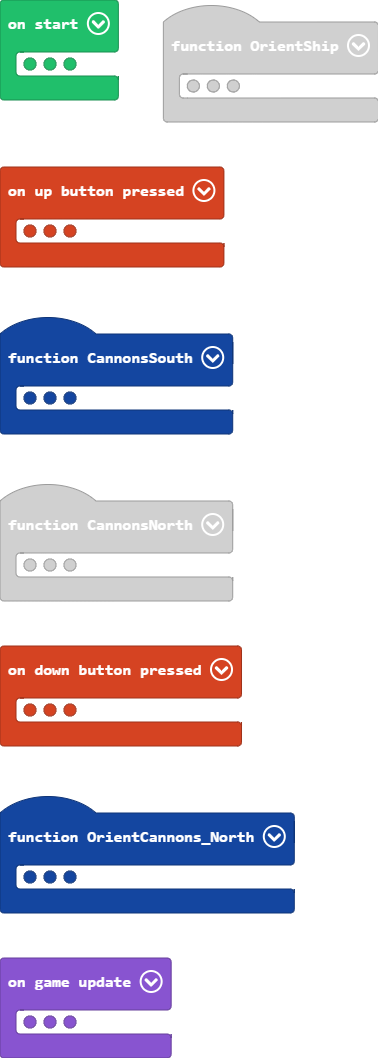 on start
function OrientShip
on up button pressed
function CannonsSouth
function CannonsNorth
on down button pressed
function OrientCannons_North
on game update